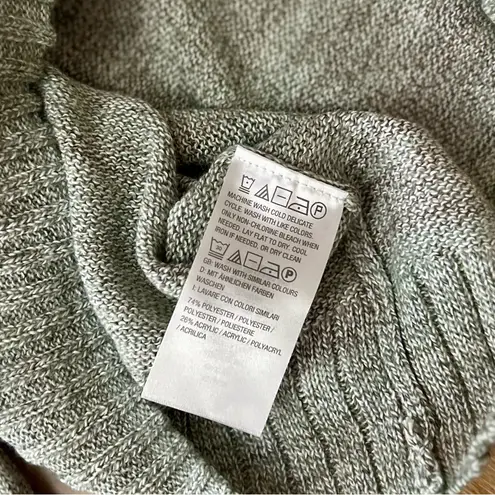 MACHINE WASH COLD DELICATE
CYCLE. WASH WITH LIKE COLORS.
ONLY NON-CHLORINE BLEACH WHEN
NEEDED. LAY FLAT TO DRY. COOL
IRON IF NEEDED, OR DRY CLEAN
30 P
GB: WASH WITH SIMILAR COLOURS
D: MIT ÄHNLICHEN FARBEN
WASCHEN
I: LAVARE CON COLORI SIMILARI
74% POLYESTER / POLYESTER /
POLYESTER / POLIESTERE
26% ACRYLIC / ACRYLIC / POLYACRYL
/ ACRILICA